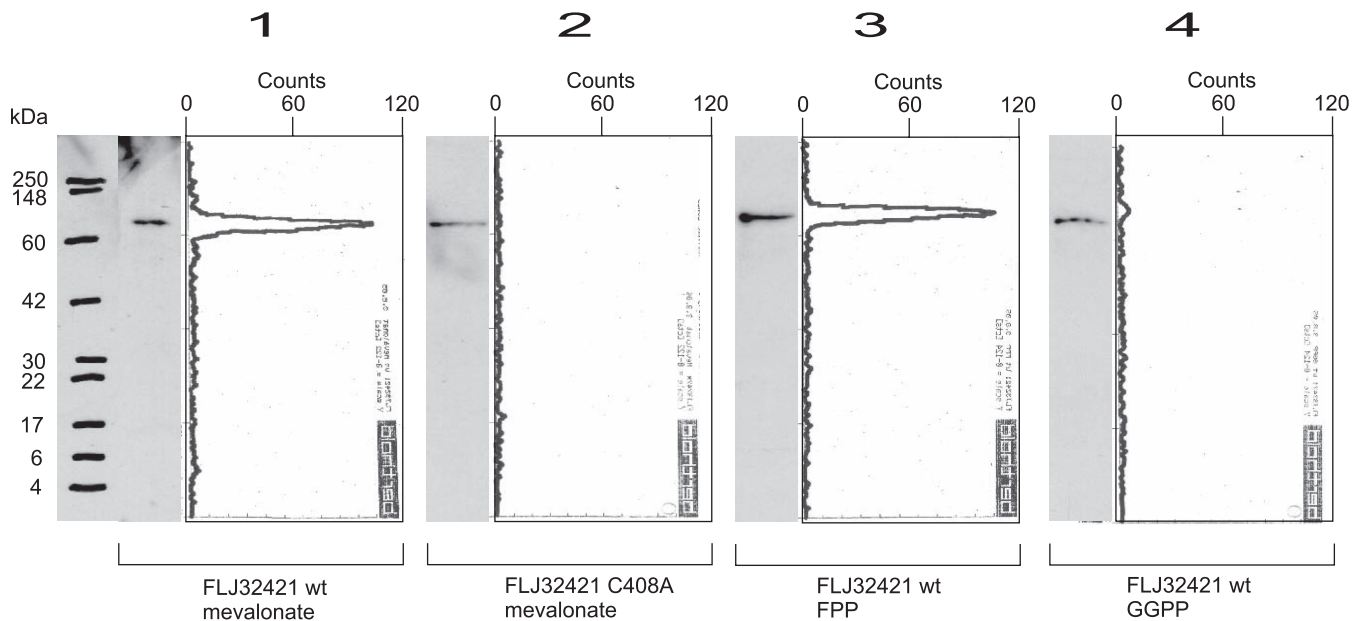 1 2 3 4
Counts Counts Counts Counts
0 60 120 0 60 120 0 60 120 0 60 120
kDa
250
148
60
42
30
22
17
6
4
FLJ32421 wt
mevalonate
FLJ32421 C408A
mevalonate
FLJ32421 wt
FPP
FLJ32421 wt
GGPP